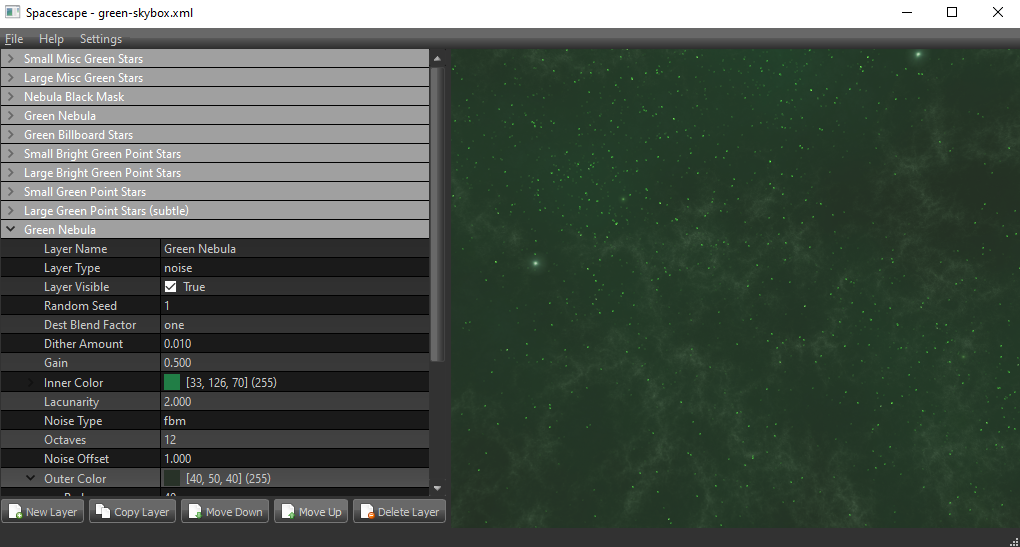 Spacescape - green-skybox.xml
File Help Settings
Small Misc Green Stars
Large Misc Green Stars
Nebula Black Mask
Green Nebula
Green Billboard Stars
Small Bright Green Point Stars
Large Bright Green Point Stars
Small Green Point Stars
Large Green Point Stars (subtle)
Green Nebula
Layer Name Green Nebula
Layer Type noise
Layer Visible True
Random Seed 1
Dest Blend Factor one
Dither Amount 0.010
Gain 0.500
Inner Color [33, 126, 70] (255)
Lacunarity 2.000
Noise Type fbm
Octaves 12
Noise Offset 1.000
Outer Color [40, 50, 40] (255)
New Layer Copy Layer Move Down Move Up Delete Layer